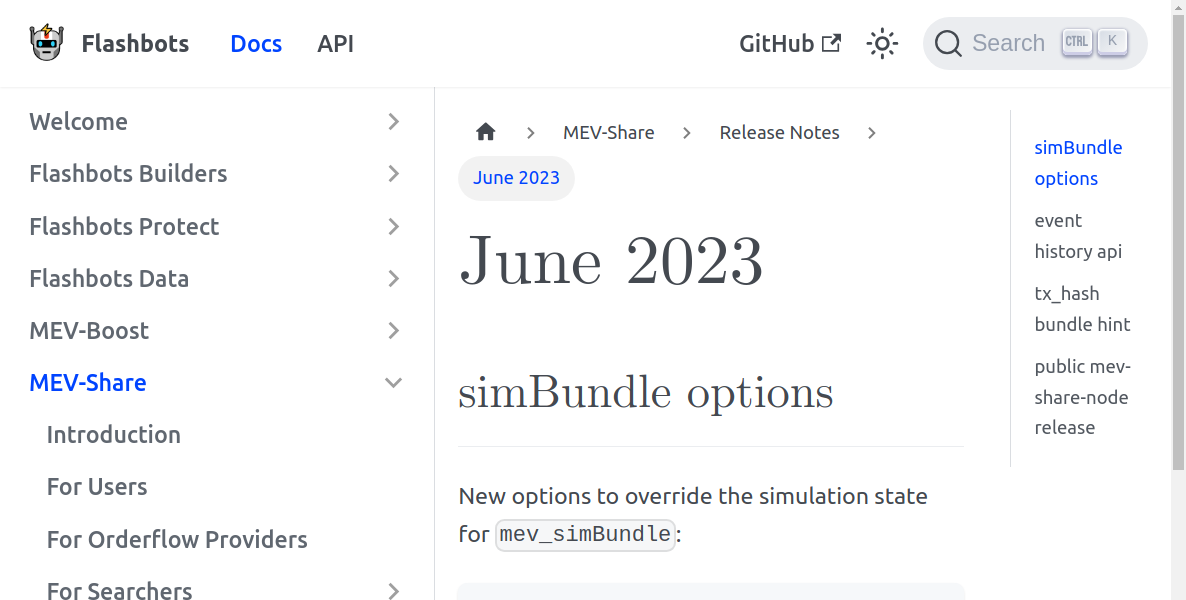 Flashbots Docs API GitHub Search CTRL K
Welcome
Flashbots Builders
Flashbots Protect
Flashbots Data
MEV-Boost
MEV-Share
Introduction
For Users
For Orderflow Providers
For Searchers
MEV-Share Release Notes
June 2023
June 2023
simBundle options
New options to override the simulation state
for mev_simBundle:
simBundle
options
event
history api
tx_hash
bundle hint
public mev-
share-node
release